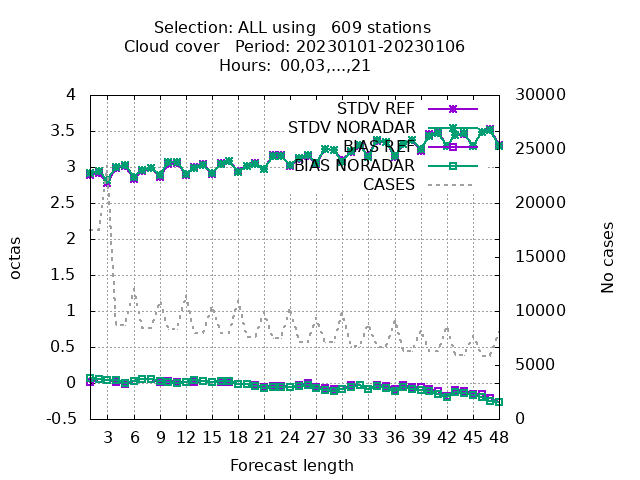 Selection: ALL using   609 stations
Cloud cover   Period: 20230101-20230106
Hours:  00,03,...,21
4
3.5
3
2.5
2
1.5
1
0.5
0
-0.5
octas
30000
25000
20000
15000
10000
5000
0
No cases
STDV REF
STDV NORADAR
BIAS REF
BIAS NORADAR
CASES
3 6 9 12 15 18 21 24 27 30 33 36 39 42 45 48
Forecast length